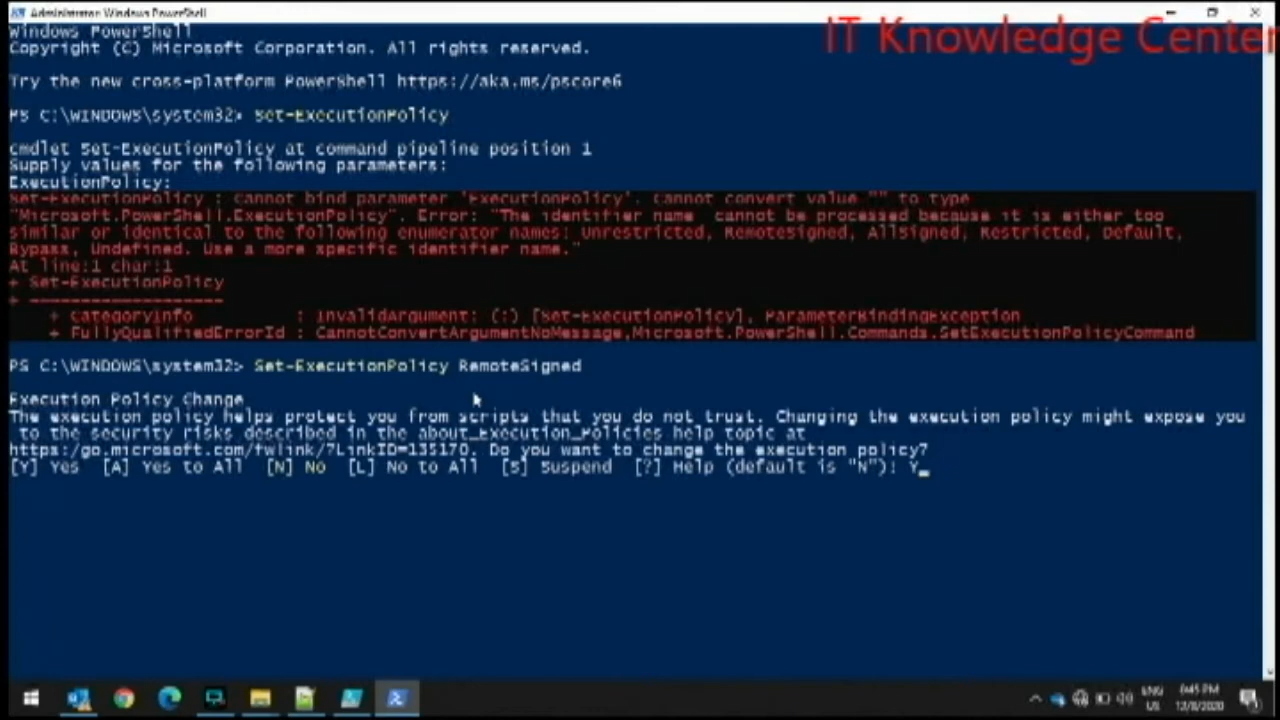 Administrator: Windows PowerShell
IT Knowledge Center
Windows PowerShell
Copyright (C) Microsoft Corporation. All rights reserved.
Try the new cross-platform PowerShell https://aka.ms/pscore6
PS C:\WINDOWS\system32> Set-ExecutionPolicy
cmdlet Set-ExecutionPolicy at command pipeline position 1
Supply values for the following parameters:
ExecutionPolicy:
Set-ExecutionPolicy : Cannot bind parameter 'ExecutionPolicy'. Cannot convert value "" to type
"Microsoft.PowerShell.ExecutionPolicy". Error: "The identifier name  cannot be processed because it is either too
similar or identical to the following enumerator names: Unrestricted, RemoteSigned, AllSigned, Restricted, Default,
Bypass, Undefined. Use a more specific identifier name."
At line:1 char:1
+ Set-ExecutionPolicy
+ ~~~~~~~~~~~~~~~~~~~
+ CategoryInfo : InvalidArgument: (:) [Set-ExecutionPolicy], ParameterBindingException
+ FullyQualifiedErrorId : CannotConvertArgumentNoMessage,Microsoft.PowerShell.Commands.SetExecutionPolicyCommand
PS C:\WINDOWS\system32> Set-ExecutionPolicy RemoteSigned
Execution Policy Change
The execution policy helps protect you from scripts that you do not trust. Changing the execution policy might expose you
to the security risks described in the about_Execution_Policies help topic at
https:/go.microsoft.com/fwlink/?LinkID=135170. Do you want to change the execution policy?
[Y] Yes [A] Yes to All [N] No [L] No to All [S] Suspend [?] Help (default is "N"): Y
ENG
US
12/8/2020